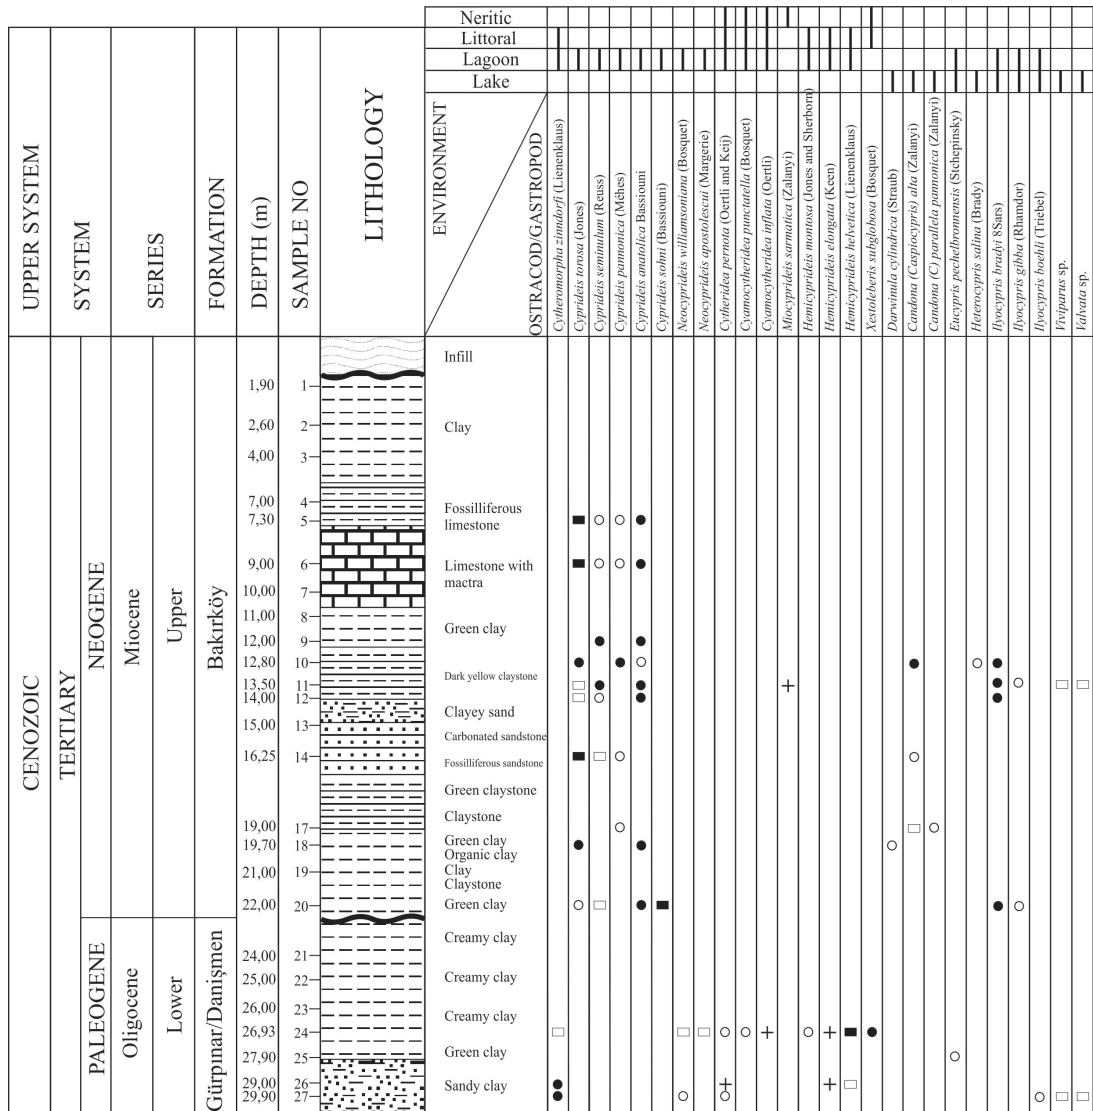 Neritic
Littoral
Lagoon
Lake
UPPER SYSTEM
SYSTEM
SERIES
FORMATION
DEPTH (m)
SAMPLE NO
LITHOLOGY
ENVIRONMENT
OSTRACOD/GASTROPOD
Cytheromorpha zinndorfi (Lienenklaus)
Cyprideis torosa (Jones)
Cyprideis seminulum (Reuss)
Cyprideis pannonica (Méhes)
Cyprideis anatolica Bassiouni
Cyprideis sohni (Bassiouni)
Neocyprideis williamsoniana (Bosquet)
Neocyprideis apostolescui (Margerie)
Cytheridea pernota (Oertli and Keij)
Cyamocytheridea punctatella (Bosquet)
Cyamocytheridea inflata (Oertli)
Miocyprideis sarmatica (Zalanyi)
Hemicyprideis montosa (Jones and Sherborn)
Hemicyprideis elongata (Keen)
Hemicyprideis helvetica (Lienenklaus)
Xestoleberis subglobosa (Bosquet)
Darwinula cylindrica (Straub)
Candona (Caspiocypris) alta (Zalanyi)
Candona (C) parallela pannonica (Zalanyi)
Eucypris pechelbronnensis (Stchepinsky)
Heterocypris salina (Brady)
Ilyocypris bradyi 8Sars)
Ilyocypris gibba (Rhamdor)
Ilyocypris boehli (Triebel)
Viviparus sp.
Valvata sp.
CENOZOIC
TERTIARY
NEOGENE
Miocene
Upper
Bakırköy
PALEOGENE
Oligocene
Lower
Gürpınar/Danişmen
Infill
1,90 1
2,60 2 Clay
4,00 3
7,00 4
Fossilliferous
7,30 5 limestone
9,00 6 Limestone with
mactra
10,00 7
11,00 8
Green clay
12,00 9
12,80 10
Dark yellow claystone
13,50 11
14,00 12
Clayey sand
15,00 13
Carbonated sandstone
16,25 14 Fossilliferous sandstone
Green claystone
Claystone
19,00 17
19,70 18 Green clay
Organic clay
21,00 19 Clay
Claystone
22,00 20 Green clay
Creamy clay
24,00 21
25,00 22 Creamy clay
26,00 23
Creamy clay
26,93 24
Green clay
27,90 25
29,00 26 Sandy clay
29,90 27